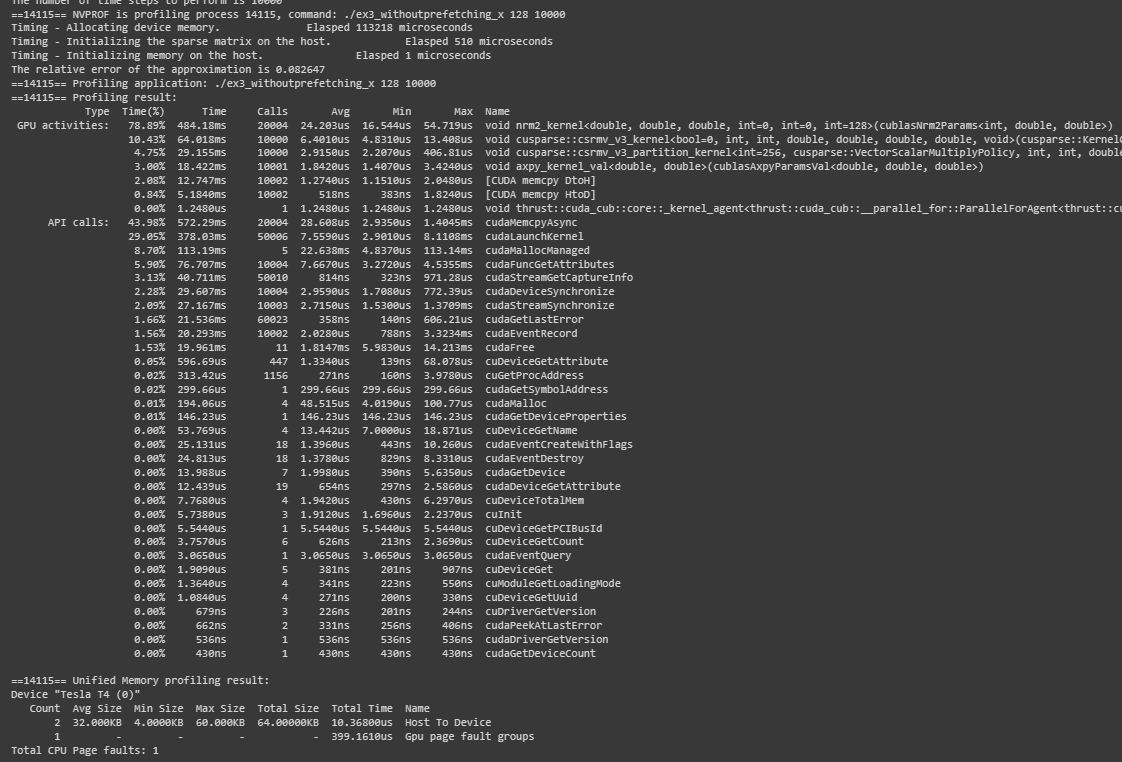 The number of time steps to perform is 10000
==14115== NVPROF is profiling process 14115, command: ./ex3_withoutprefetching_x 128 10000
Timing - Allocating device memory. Elasped 113218 microseconds
Timing - Initializing the sparse matrix on the host. Elasped 510 microseconds
Timing - Initializing memory on the host. Elasped 1 microseconds
The relative error of the approximation is 0.082647
==14115== Profiling application: ./ex3_withoutprefetching_x 128 10000
==14115== Profiling result:
Type Time(%) Time Calls Avg Min Max Name
GPU activities: 78.89% 484.18ms 20004 24.203us 16.544us 54.719us void nrm2_kernel<double, double, double, int=0, int=0, int=128>(cublasNrm2Params<int, double, double>)
10.43% 64.018ms 10000 6.4010us 4.8310us 13.408us void cusparse::csrmv_v3_kernel<bool=0, int, int, double, double, double, double, void>(cusparse::Kernel
4.75% 29.155ms 10000 2.9150us 2.2070us 406.81us void cusparse::csrmv_v3_partition_kernel<int=256, cusparse::VectorScalarMultiplyPolicy, int, int, double
3.00% 18.422ms 10001 1.8420us 1.4070us 3.4240us void axpy_kernel_val<double, double>(cublasAxpyParamsVal<double, double, double>)
2.08% 12.747ms 10002 1.2740us 1.1510us 2.0480us [CUDA memcpy DtoH]
0.84% 5.1840ms 10002 518ns 383ns 1.8240us [CUDA memcpy HtoD]
0.00% 1.2480us 1 1.2480us 1.2480us 1.2480us void thrust::cuda_cub::core::_kernel_agent<thrust::cuda_cub::__parallel_for::ParallelForAgent<thrust::cu
API calls: 43.98% 572.29ms 20004 28.608us 2.9350us 1.4045ms cudaMemcpyAsync
29.05% 378.03ms 50006 7.5590us 2.9010us 8.1108ms cudaLaunchKernel
8.70% 113.19ms 5 22.638ms 4.8370us 113.14ms cudaMallocManaged
5.90% 76.707ms 10004 7.6670us 3.2720us 4.5355ms cudaFuncGetAttributes
3.13% 40.711ms 50010 814ns 323ns 971.28us cudaStreamGetCaptureInfo
2.28% 29.607ms 10004 2.9590us 1.7080us 772.39us cudaDeviceSynchronize
2.09% 27.167ms 10003 2.7150us 1.5300us 1.3709ms cudaStreamSynchronize
1.66% 21.536ms 60023 358ns 140ns 606.21us cudaGetLastError
1.56% 20.293ms 10002 2.0280us 788ns 3.3234ms cudaEventRecord
1.53% 19.961ms 11 1.8147ms 5.9830us 14.213ms cudaFree
0.05% 596.69us 447 1.3340us 139ns 68.078us cuDeviceGetAttribute
0.02% 313.42us 1156 271ns 160ns 3.9780us cuGetProcAddress
0.02% 299.66us 1 299.66us 299.66us 299.66us cudaGetSymbolAddress
0.01% 194.06us 4 48.515us 4.0190us 100.77us cudaMalloc
0.01% 146.23us 1 146.23us 146.23us 146.23us cudaGetDeviceProperties
0.00% 53.769us 4 13.442us 7.0000us 18.871us cuDeviceGetName
0.00% 25.131us 18 1.3960us 443ns 10.260us cudaEventCreateWithFlags
0.00% 24.813us 18 1.3780us 829ns 8.3310us cudaEventDestroy
0.00% 13.988us 7 1.9980us 390ns 5.6350us cudaGetDevice
0.00% 12.439us 19 654ns 297ns 2.5860us cudaDeviceGetAttribute
0.00% 7.7680us 4 1.9420us 430ns 6.2970us cuDeviceTotalMem
0.00% 5.7380us 3 1.9120us 1.6960us 2.2370us cuInit
0.00% 5.5440us 1 5.5440us 5.5440us 5.5440us cuDeviceGetPCIBusId
0.00% 3.7570us 6 626ns 213ns 2.3690us cuDeviceGetCount
0.00% 3.0650us 1 3.0650us 3.0650us 3.0650us cudaEventQuery
0.00% 1.9090us 5 381ns 201ns 907ns cuDeviceGet
0.00% 1.3640us 4 341ns 223ns 550ns cuModuleGetLoadingMode
0.00% 1.0840us 4 271ns 200ns 330ns cuDeviceGetUuid
0.00% 679ns 3 226ns 201ns 244ns cuDriverGetVersion
0.00% 662ns 2 331ns 256ns 406ns cudaPeekAtLastError
0.00% 536ns 1 536ns 536ns 536ns cudaDriverGetVersion
0.00% 430ns 1 430ns 430ns 430ns cudaGetDeviceCount
==14115== Unified Memory profiling result:
Device "Tesla T4 (0)"
Count Avg Size Min Size Max Size Total Size Total Time Name
2 32.000KB 4.0000KB 60.000KB 64.00000KB 10.36800us Host To Device
1 - - - - 399.1610us Gpu page fault groups
Total CPU Page faults: 1